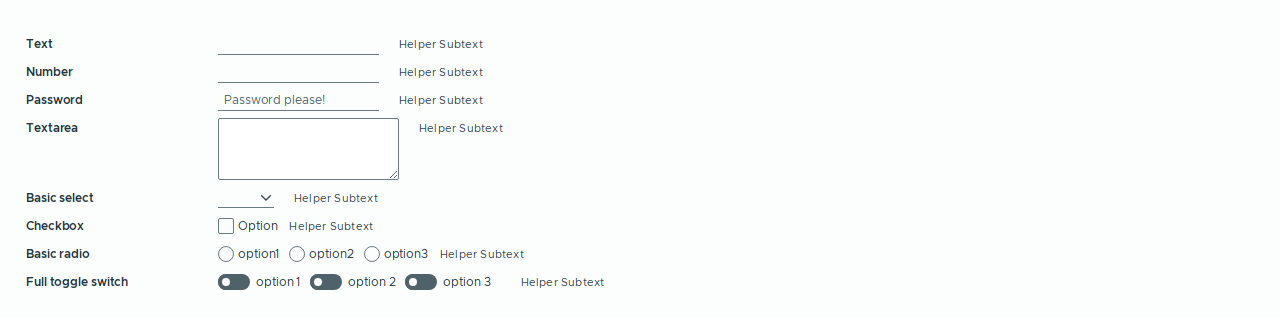 Text Helper Subtext
Number Helper Subtext
Password Password please! Helper Subtext
Textarea Helper Subtext
Basic select Helper Subtext
Checkbox Option Helper Subtext
Basic radio option1 option2 option3 Helper Subtext
Full toggle switch option 1 option 2 option 3 Helper Subtext